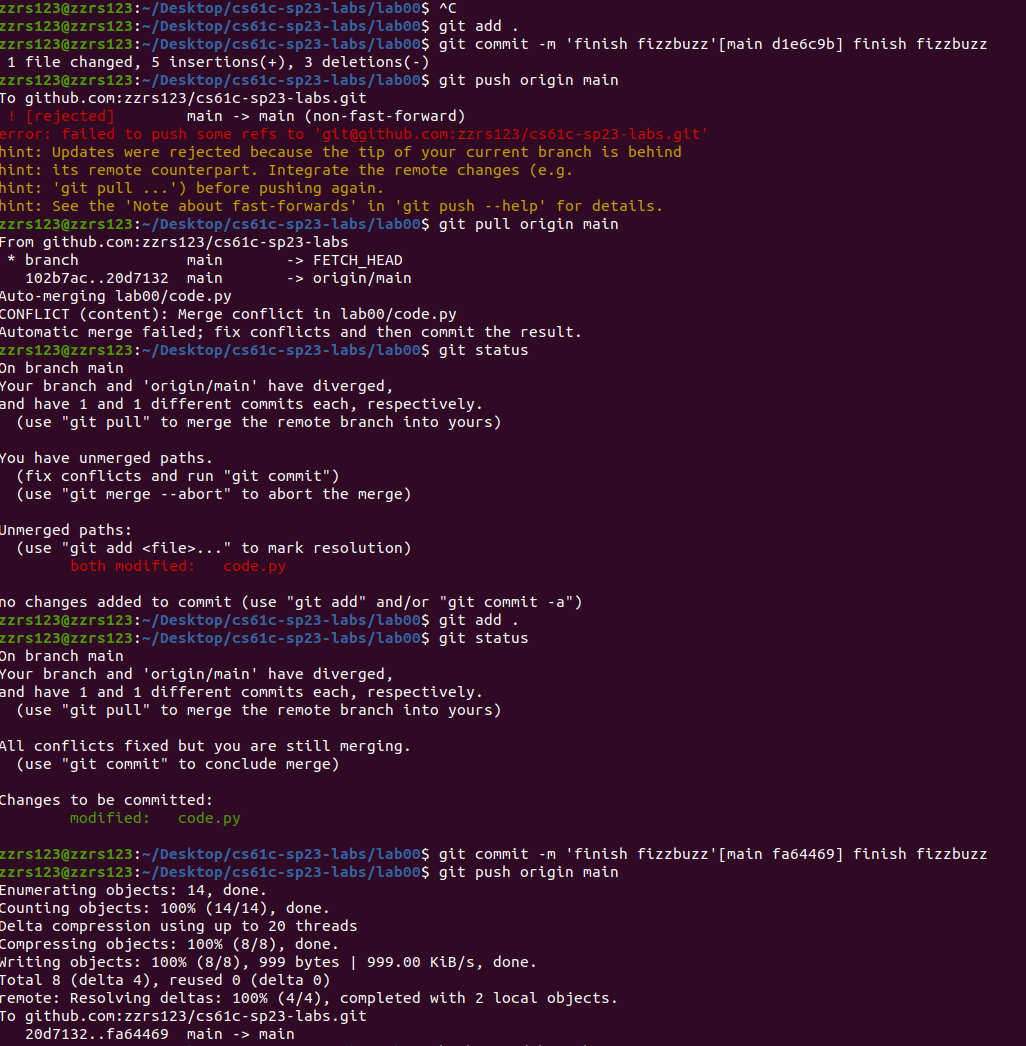 zzrs123@zzrs123:~/Desktop/cs61c-sp23-labs/lab00$ ^C
zzrs123@zzrs123:~/Desktop/cs61c-sp23-labs/lab00$ git add .
zzrs123@zzrs123:~/Desktop/cs61c-sp23-labs/lab00$ git commit -m 'finish fizzbuzz'[main d1e6c9b] finish fizzbuzz
 1 file changed, 5 insertions(+), 3 deletions(-)
zzrs123@zzrs123:~/Desktop/cs61c-sp23-labs/lab00$ git push origin main
To github.com:zzrs123/cs61c-sp23-labs.git
 ! [rejected]        main -> main (non-fast-forward)
error: failed to push some refs to 'git@github.com:zzrs123/cs61c-sp23-labs.git'
hint: Updates were rejected because the tip of your current branch is behind
hint: its remote counterpart. Integrate the remote changes (e.g.
hint: 'git pull ...') before pushing again.
hint: See the 'Note about fast-forwards' in 'git push --help' for details.
zzrs123@zzrs123:~/Desktop/cs61c-sp23-labs/lab00$ git pull origin main
From github.com:zzrs123/cs61c-sp23-labs
 * branch            main       -> FETCH_HEAD
   102b7ac..20d7132  main       -> origin/main
Auto-merging lab00/code.py
CONFLICT (content): Merge conflict in lab00/code.py
Automatic merge failed; fix conflicts and then commit the result.
zzrs123@zzrs123:~/Desktop/cs61c-sp23-labs/lab00$ git status
On branch main
Your branch and 'origin/main' have diverged,
and have 1 and 1 different commits each, respectively.
  (use "git pull" to merge the remote branch into yours)

You have unmerged paths.
  (fix conflicts and run "git commit")
  (use "git merge --abort" to abort the merge)

Unmerged paths:
  (use "git add <file>..." to mark resolution)
        both modified:   code.py

no changes added to commit (use "git add" and/or "git commit -a")
zzrs123@zzrs123:~/Desktop/cs61c-sp23-labs/lab00$ git add .
zzrs123@zzrs123:~/Desktop/cs61c-sp23-labs/lab00$ git status
On branch main
Your branch and 'origin/main' have diverged,
and have 1 and 1 different commits each, respectively.
  (use "git pull" to merge the remote branch into yours)

All conflicts fixed but you are still merging.
  (use "git commit" to conclude merge)

Changes to be committed:
        modified:   code.py

zzrs123@zzrs123:~/Desktop/cs61c-sp23-labs/lab00$ git commit -m 'finish fizzbuzz'[main fa64469] finish fizzbuzz
zzrs123@zzrs123:~/Desktop/cs61c-sp23-labs/lab00$ git push origin main
Enumerating objects: 14, done.
Counting objects: 100% (14/14), done.
Delta compression using up to 20 threads
Compressing objects: 100% (8/8), done.
Writing objects: 100% (8/8), 999 bytes | 999.00 KiB/s, done.
Total 8 (delta 4), reused 0 (delta 0)
remote: Resolving deltas: 100% (4/4), completed with 2 local objects.
To github.com:zzrs123/cs61c-sp23-labs.git
   20d7132..fa64469  main -> main